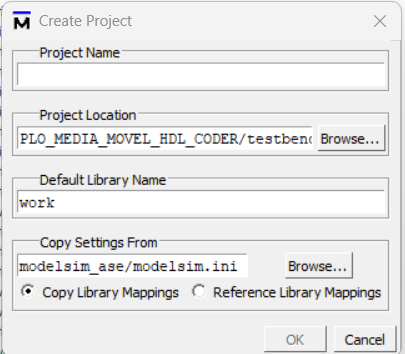 M Create Project
Project Name
Project Location
PLO_MEDIA_MOVEL_HDL_CODER/testbenc
Browse...
Default Library Name
work
Copy Settings From
modelsim_ase/modelsim.ini
Browse...
Copy Library Mappings
Reference Library Mappings
OK
Cancel